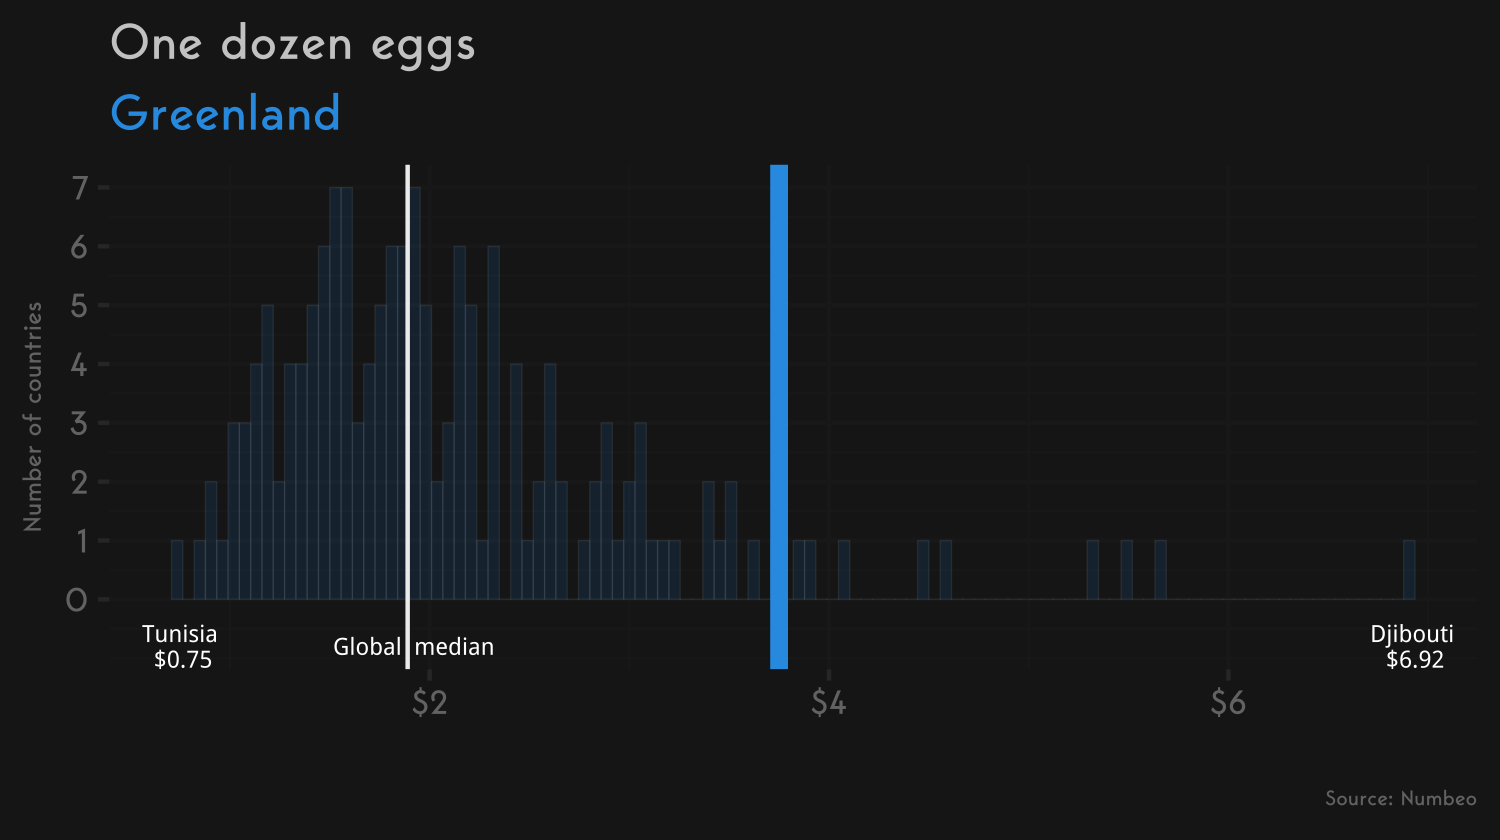 One dozen eggs
Greenland
Number of countries
7
6
5
4
3
2
1
0
Tunisia
$0.75
Global median
Djibouti
$6.92
$2
$4
$6
Source: Numbeo